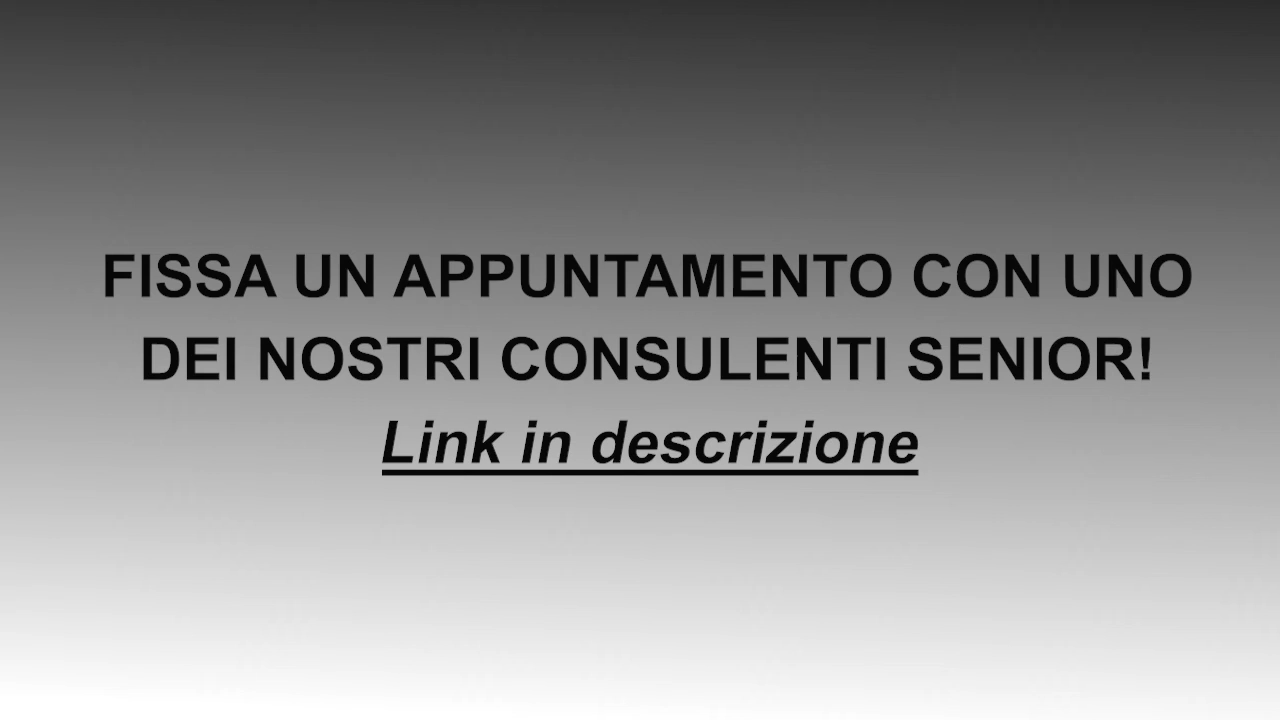 FISSA UN APPUNTAMENTO CON UNO
DEI NOSTRI CONSULENTI SENIOR!
Link in descrizione